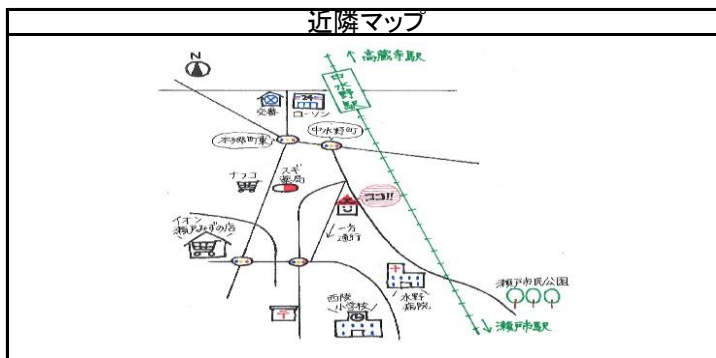 近隣マップ
N
↑高蔵寺駅
中水野駅
24
交番
ローソン
本郷町東
中水野町
ナフコ
スギ
薬局
ココ!!
イオン
瀬戸みずの店
↓一方
通行
〒
西陵
小学校
水野
病院
瀬戸市民公園
瀬戸市駅